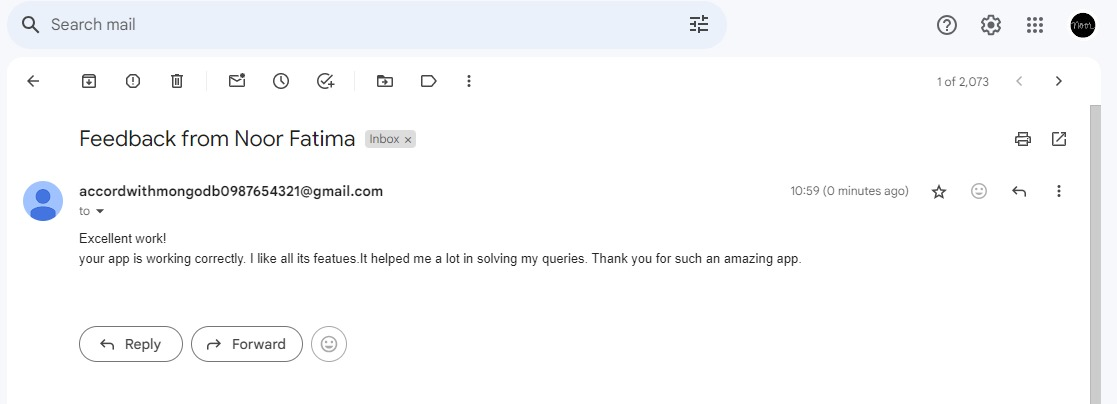 Search mail
noor
1 of 2,073
Feedback from Noor Fatima Inbox ×
accordwithmongodb0987654321@gmail.com 10:59 (0 minutes ago)
to
Excellent work!
your app is working correctly. I like all its featues.It helped me a lot in solving my queries. Thank you for such an amazing app.
Reply Forward